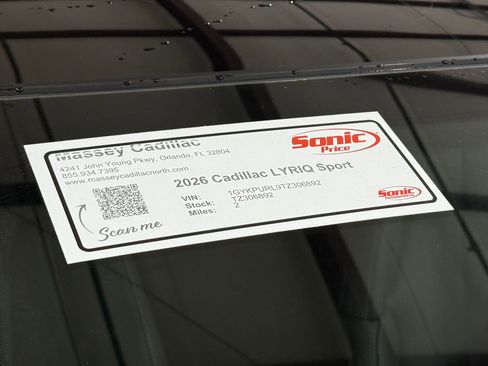 Massey Cadillac
4241 John Young Pkwy, Orlando, FL 32804
855.934.7395
www.masseycadillacnorth.com
Sonic
Price
2026 Cadillac LYRIQ Sport
VIN: 1GYKPURL9TZ306892
Stock: TZ306892
Miles: 2
Scan me
Sonic